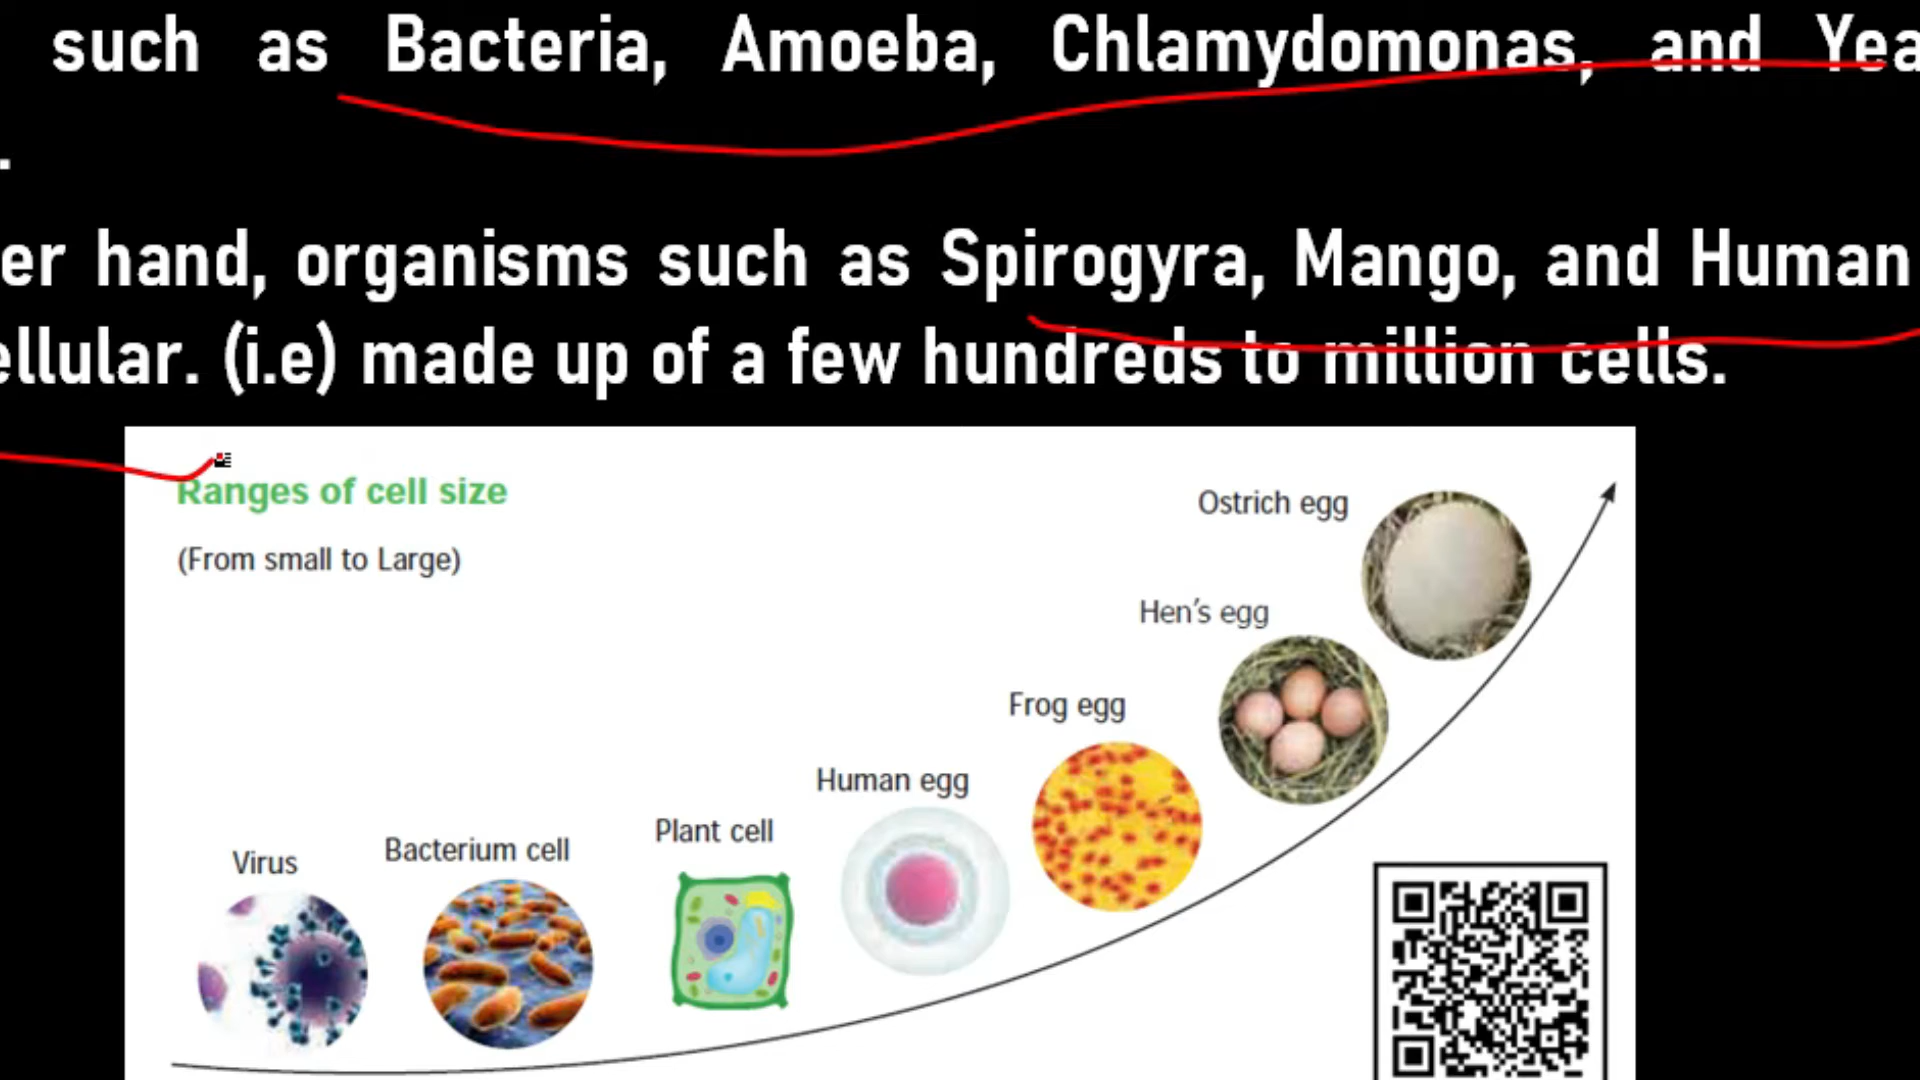 such as Bacteria, Amoeba, Chlamydomonas, and Yea
.
er hand, organisms such as Spirogyra, Mango, and Human
ellular. (i.e) made up of a few hundreds to million cells.
Ranges of cell size
(From small to Large)
Ostrich egg
Hen's egg
Frog egg
Human egg
Plant cell
Bacterium cell
Virus